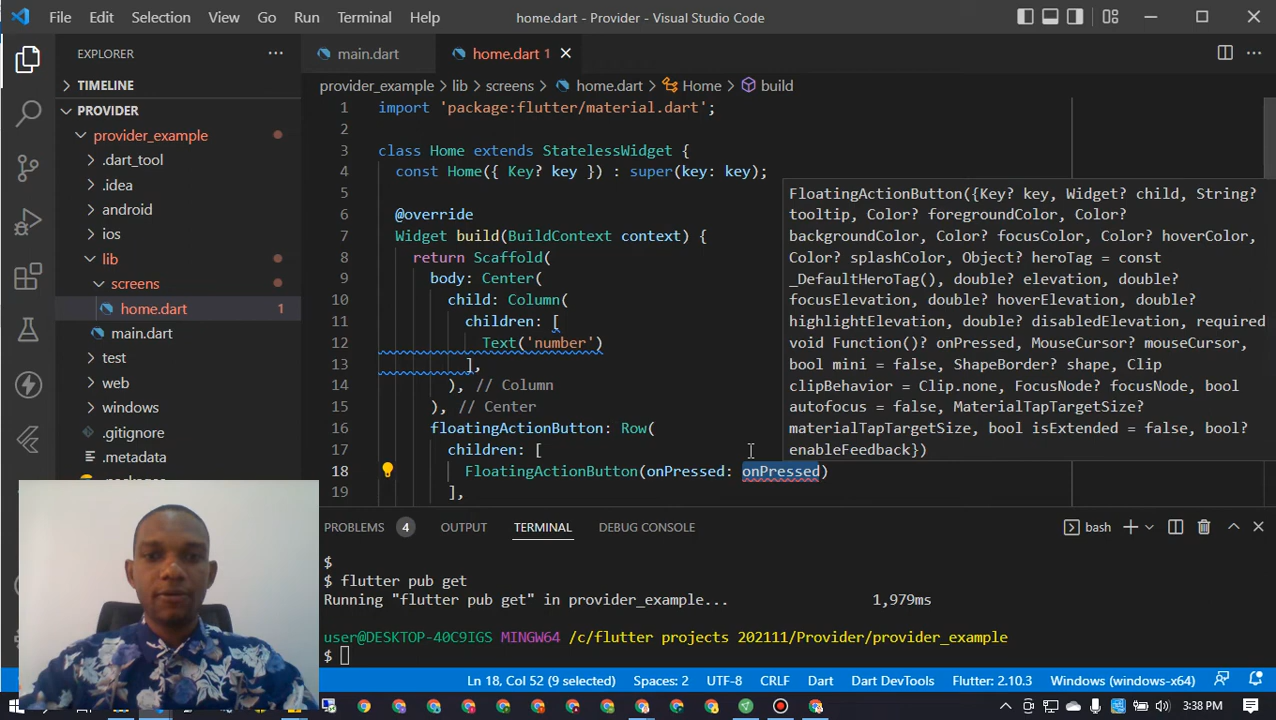 File Edit Selection View Go Run Terminal Help
home.dart - Provider - Visual Studio Code
EXPLORER
TIMELINE
PROVIDER
provider_example
.dart_tool
.idea
android
ios
lib
screens
home.dart 1
main.dart
test
web
windows
.gitignore
.metadata
main.dart
home.dart 1
provider_example > lib > screens > home.dart > Home > build
1 import 'package:flutter/material.dart';
2
3 class Home extends StatelessWidget {
4 const Home({ Key? key }) : super(key: key);
5
6 @override
7 Widget build(BuildContext context) {
8 return Scaffold(
9 body: Center(
10 child: Column(
11 children: [
12 Text('number')
13 ],
14 ), // Column
15 ), // Center
16 floatingActionButton: Row(
17 children: [
18 FloatingActionButton(onPressed: onPressed)
19 ],
FloatingActionButton({Key? key, Widget? child, String?
tooltip, Color? foregroundColor, Color?
backgroundColor, Color? focusColor, Color? hoverColor,
Color? splashColor, Object? heroTag = const
_DefaultHeroTag(), double? elevation, double?
focusElevation, double? hoverElevation, double?
highlightElevation, double? disabledElevation, required
void Function()? onPressed, MouseCursor? mouseCursor,
bool mini = false, ShapeBorder? shape, Clip
clipBehavior = Clip.none, FocusNode? focusNode, bool
autofocus = false, MaterialTapTargetSize?
materialTapTargetSize, bool isExtended = false, bool?
enableFeedback})
PROBLEMS 4 OUTPUT TERMINAL DEBUG CONSOLE
bash
$
$ flutter pub get
Running "flutter pub get" in provider_example... 1,979ms
user@DESKTOP-40C9IGS MINGW64 /c/flutter projects 202111/Provider/provider_example
$
Ln 18, Col 52 (9 selected) Spaces: 2 UTF-8 CRLF Dart Dart DevTools Flutter: 2.10.3 Windows (windows-x64)
3:38 PM